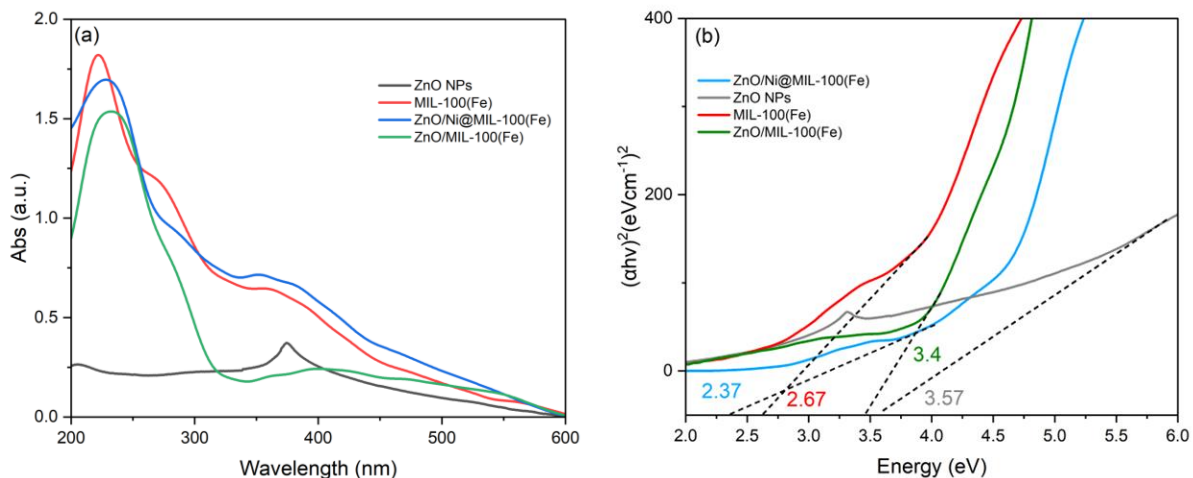 (a)
2.0
1.5
1.0
0.5
0.0
Abs (a.u.)
ZnO NPs
MIL-100(Fe)
ZnO/Ni@MIL-100(Fe)
ZnO/MIL-100(Fe)
200
300
400
500
600
Wavelength (nm)
(b)
400
200
0
(αhv)²(eVcm⁻¹)²
ZnO/Ni@MIL-100(Fe)
ZnO NPs
MIL-100(Fe)
ZnO/MIL-100(Fe)
2.37
2.67
3.4
3.57
2.0
2.5
3.0
3.5
4.0
4.5
5.0
5.5
6.0
Energy (eV)